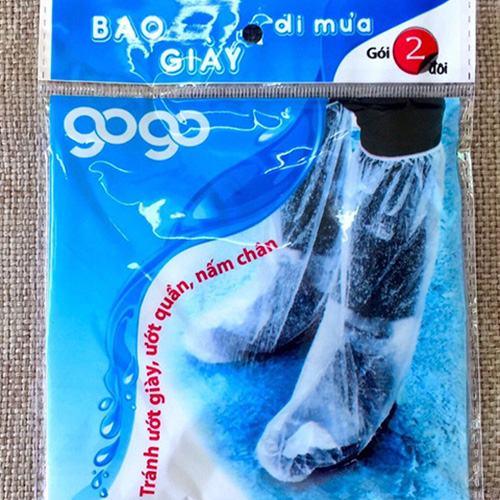 BAO đi mưa
GIÀY
Gói 2 đôi
gogo
Tránh ướt giày, ướt quần, nấm chân